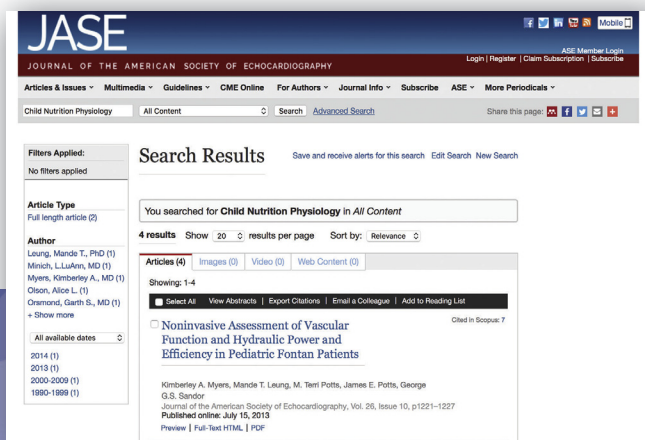 JASE
Mobile
JOURNAL OF THE AMERICAN SOCIETY OF ECHOCARDIOGRAPHY
ASE Member Login
Login | Register | Claim Subscription | Subscribe
Articles & Issues Multimedia Guidelines CME Online For Authors Journal Info Subscribe ASE More Periodicals
Child Nutrition Physiology All Content Search Advanced Search Share this page:
Filters Applied:
No filters applied
Article Type
Full length article (2)
Author
Leung, Mande T., PhD (1)
Minich, L.LuAnn, MD (1)
Myers, Kimberley A., MD (1)
Olson, Alice L. (1)
Orsmond, Garth S., MD (1)
+ Show more
All available dates
2014 (1)
2013 (1)
2000-2009 (1)
1990-1999 (1)
Search Results Save and receive alerts for this search Edit Search New Search
You searched for Child Nutrition Physiology in All Content
4 results Show 20 results per page Sort by: Relevance
Articles (4) Images (0) Video (0) Web Content (0)
Showing: 1-4
Select All View Abstracts | Export Citations | Email a Colleague | Add to Reading List
Noninvasive Assessment of Vascular Cited in Scopus: 7
Function and Hydraulic Power and
Efficiency in Pediatric Fontan Patients
Kimberley A. Myers, Mande T. Leung, M. Terri Potts, James E. Potts, George
G.S. Sandor
Journal of the American Society of Echocardiography, Vol. 26, Issue 10, p1221–1227
Published online: July 15, 2013
Preview | Full-Text HTML | PDF